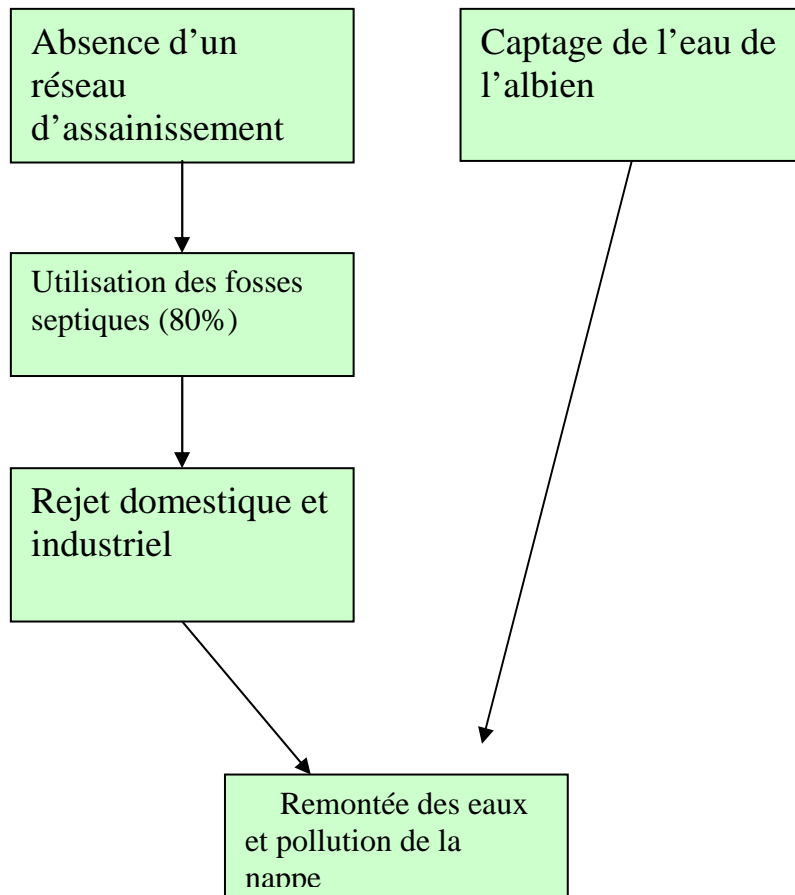 Absence d’un
réseau
d’assainissement
Captage de l’eau de
l’albien
Utilisation des fosses
septiques (80%)
Rejet domestique et
industriel
Remontée des eaux
et pollution de la
nappe